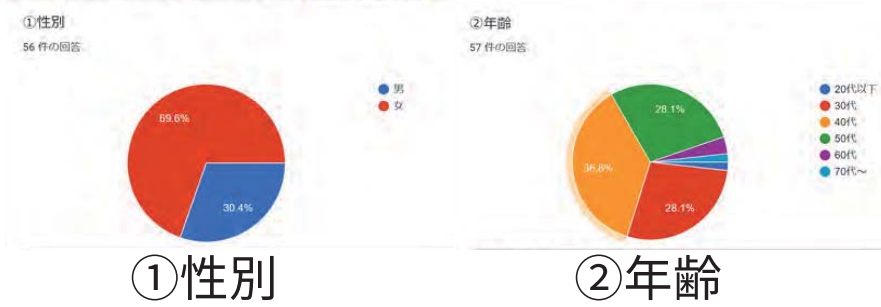 ①性別
56 件の回答
69.6%
30.4%
男
女
①性別
②年齢
57 件の回答
28.1%
36.8%
28.1%
20代以下
30代
40代
50代
60代
70代～
②年齢